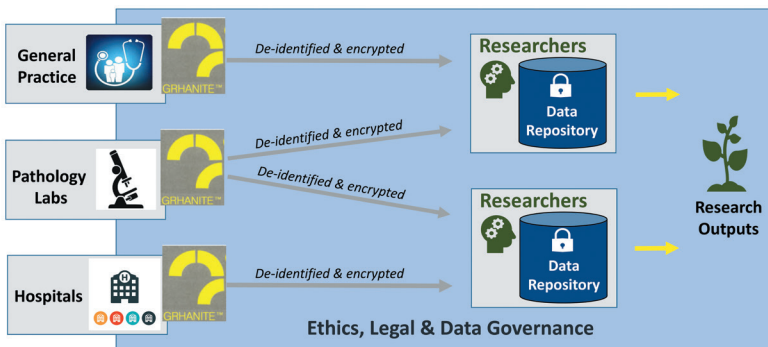 General
Practice
GRHANITE™
De-identified & encrypted
Researchers
Data
Repository
Pathology
Labs
GRHANITE™
De-identified & encrypted
De-identified & encrypted
Researchers
Data
Repository
Research
Outputs
Hospitals
H
GRHANITE™
De-identified & encrypted
Ethics, Legal & Data Governance